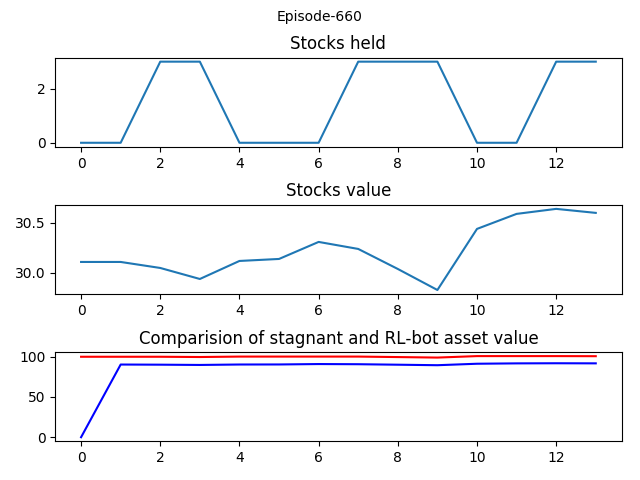 Episode-660
Stocks held
2
0
0 2 4 6 8 10 12
Stocks value
30.5
30.0
0 2 4 6 8 10 12
Comparision of stagnant and RL-bot asset value
100
50
0
0 2 4 6 8 10 12